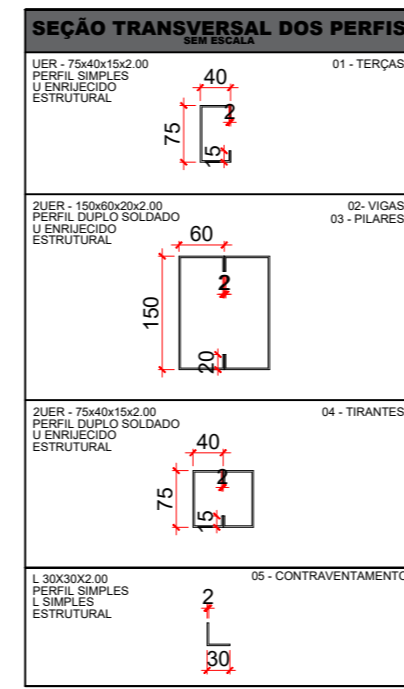 SEÇÃO TRANSVERSAL DOS PERFIS
SEM ESCALA
UER - 75x40x15x2.00
PERFIL SIMPLES
U ENRIJECIDO
ESTRUTURAL
01 - TERÇAS
40
2
75
15
2UER - 150x60x20x2.00
PERFIL DUPLO SOLDADO
U ENRIJECIDO
ESTRUTURAL
02- VIGAS
03 - PILARES
60
2
150
20
2UER - 75x40x15x2.00
PERFIL DUPLO SOLDADO
U ENRIJECIDO
ESTRUTURAL
04 - TIRANTES
40
2
75
15
L 30X30X2.00
PERFIL SIMPLES
L SIMPLES
ESTRUTURAL
05 - CONTRAVENTAMENTO
2
30